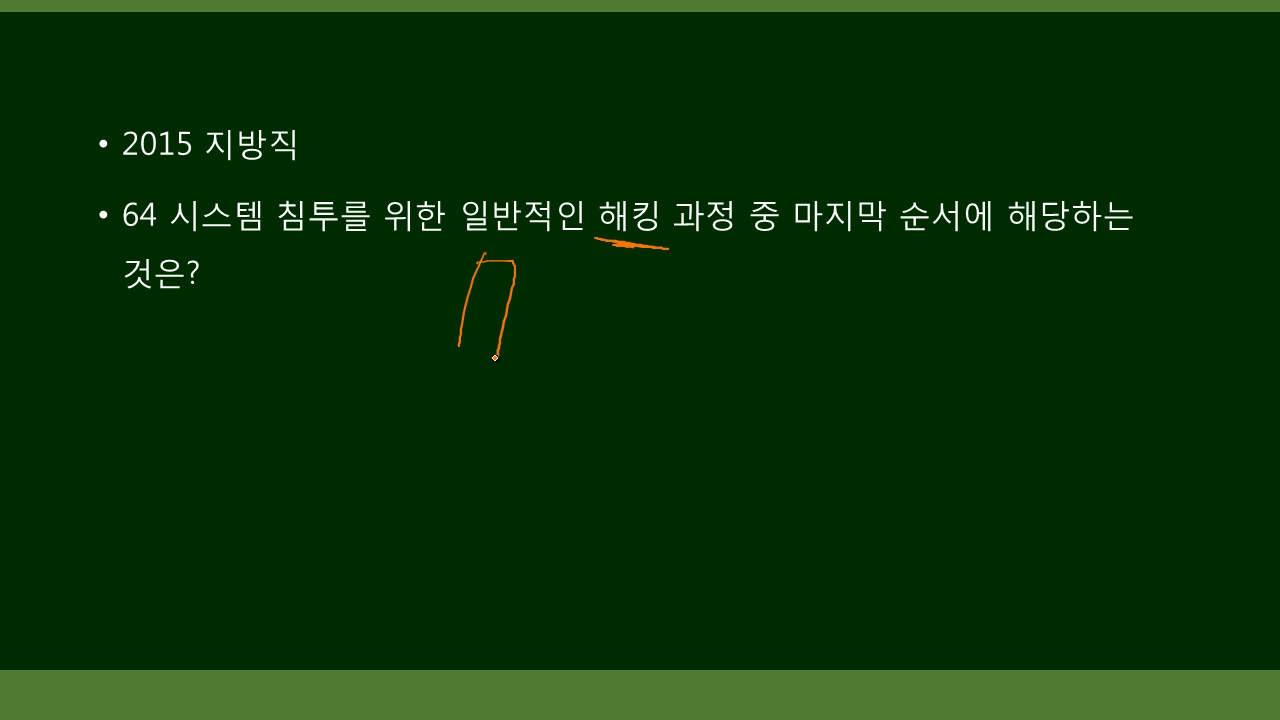 • 2015 지방직
• 64 시스템 침투를 위한 일반적인 해킹 과정 중 마지막 순서에 해당하는
것은?